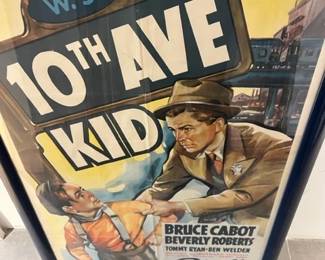 W.
10TH AVE
KID
BRUCE CABOT
BEVERLY ROBERTS
TOMMY RYAN - BEN WELDEN